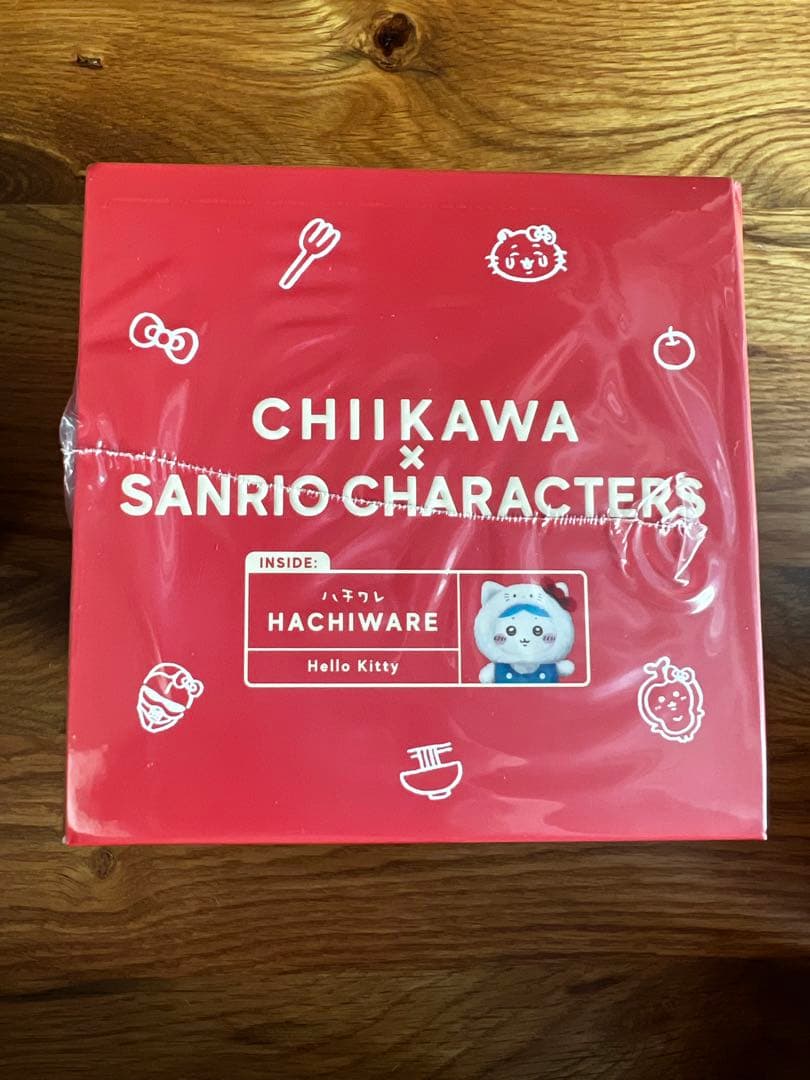 CHIIKAWA
×
SANRIO CHARACTERS
INSIDE:
ハチワレ
HACHIWARE
Hello Kitty